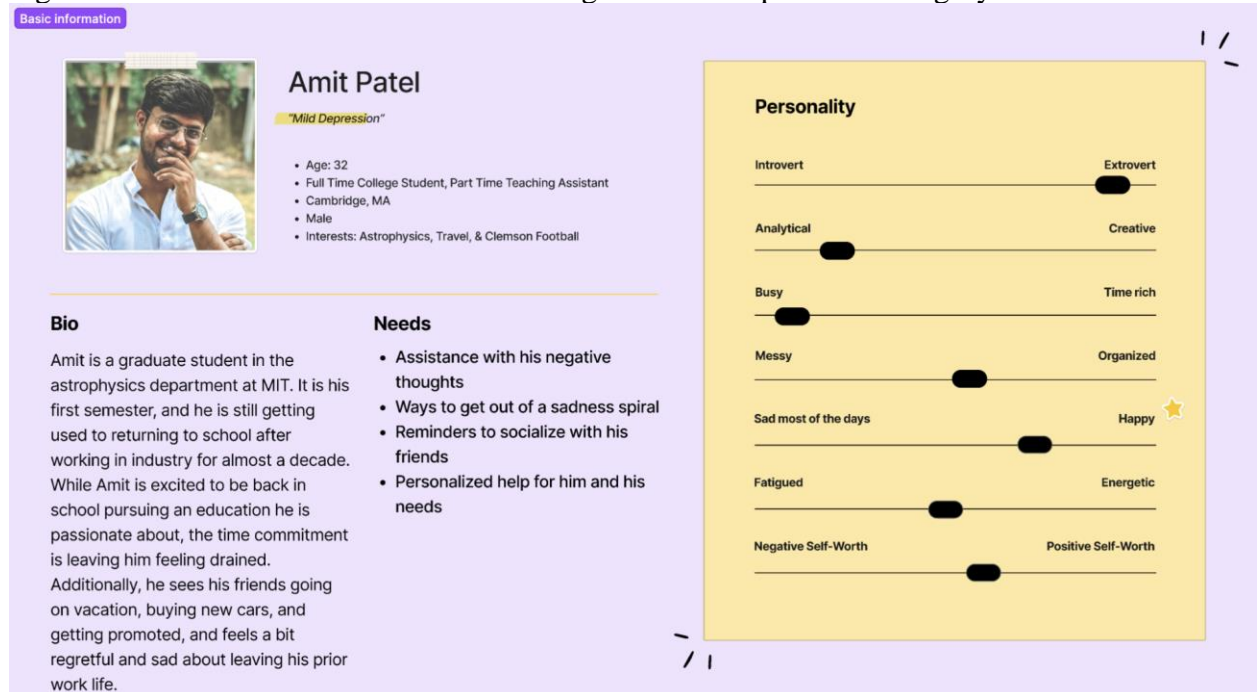 Basic information
Amit Patel
"Mild Depression"
• Age: 32
• Full Time College Student, Part Time Teaching Assistant
• Cambridge, MA
• Male
• Interests: Astrophysics, Travel, & Clemson Football
Bio
Amit is a graduate student in the
astrophysics department at MIT. It is his
first semester, and he is still getting
used to returning to school after
working in industry for almost a decade.
While Amit is excited to be back in
school pursuing an education he is
passionate about, the time commitment
is leaving him feeling drained.
Additionally, he sees his friends going
on vacation, buying new cars, and
getting promoted, and feels a bit
regretful and sad about leaving his prior
work life.
Needs
• Assistance with his negative
thoughts
• Ways to get out of a sadness spiral
• Reminders to socialize with his
friends
• Personalized help for him and his
needs
Personality
Introvert Extrovert
Analytical Creative
Busy Time rich
Messy Organized
Sad most of the days Happy
Fatigued Energetic
Negative Self-Worth Positive Self-Worth